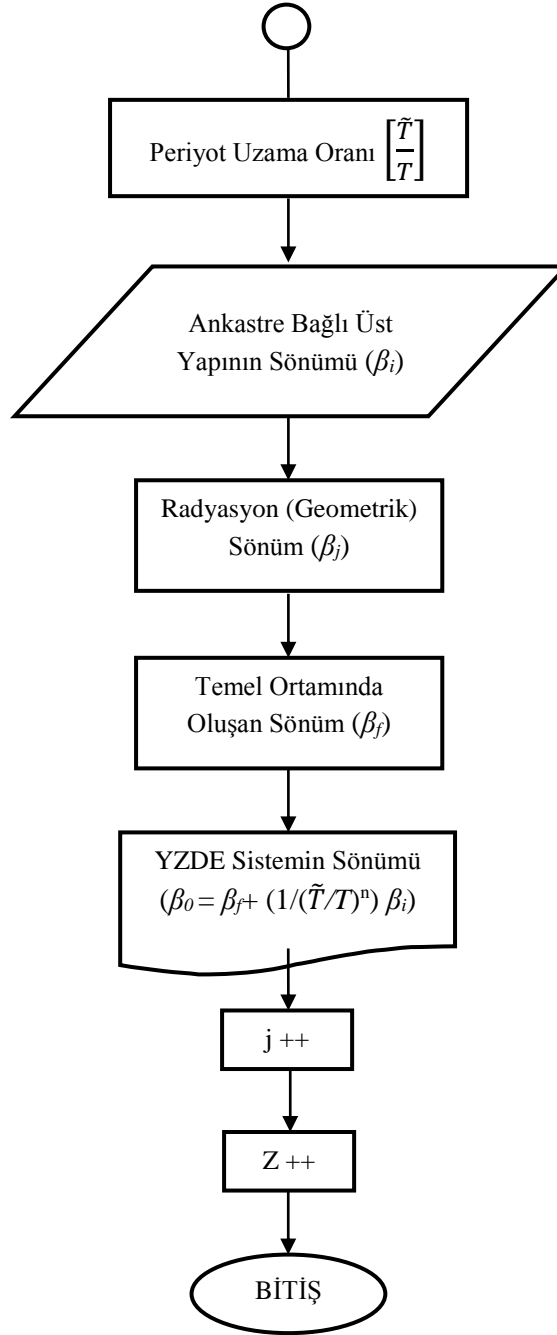 Periyot Uzama Oranı [T̃/T]
Ankastre Bağlı Üst
Yapının Sönümü (βi)
Radyasyon (Geometrik)
Sönüm (βj)
Temel Ortamında
Oluşan Sönüm (βf)
YZDE Sistemin Sönümü
(β0 = βf+ (1/(T̃/T)ⁿ) βi)
j ++
Z ++
BİTİŞ